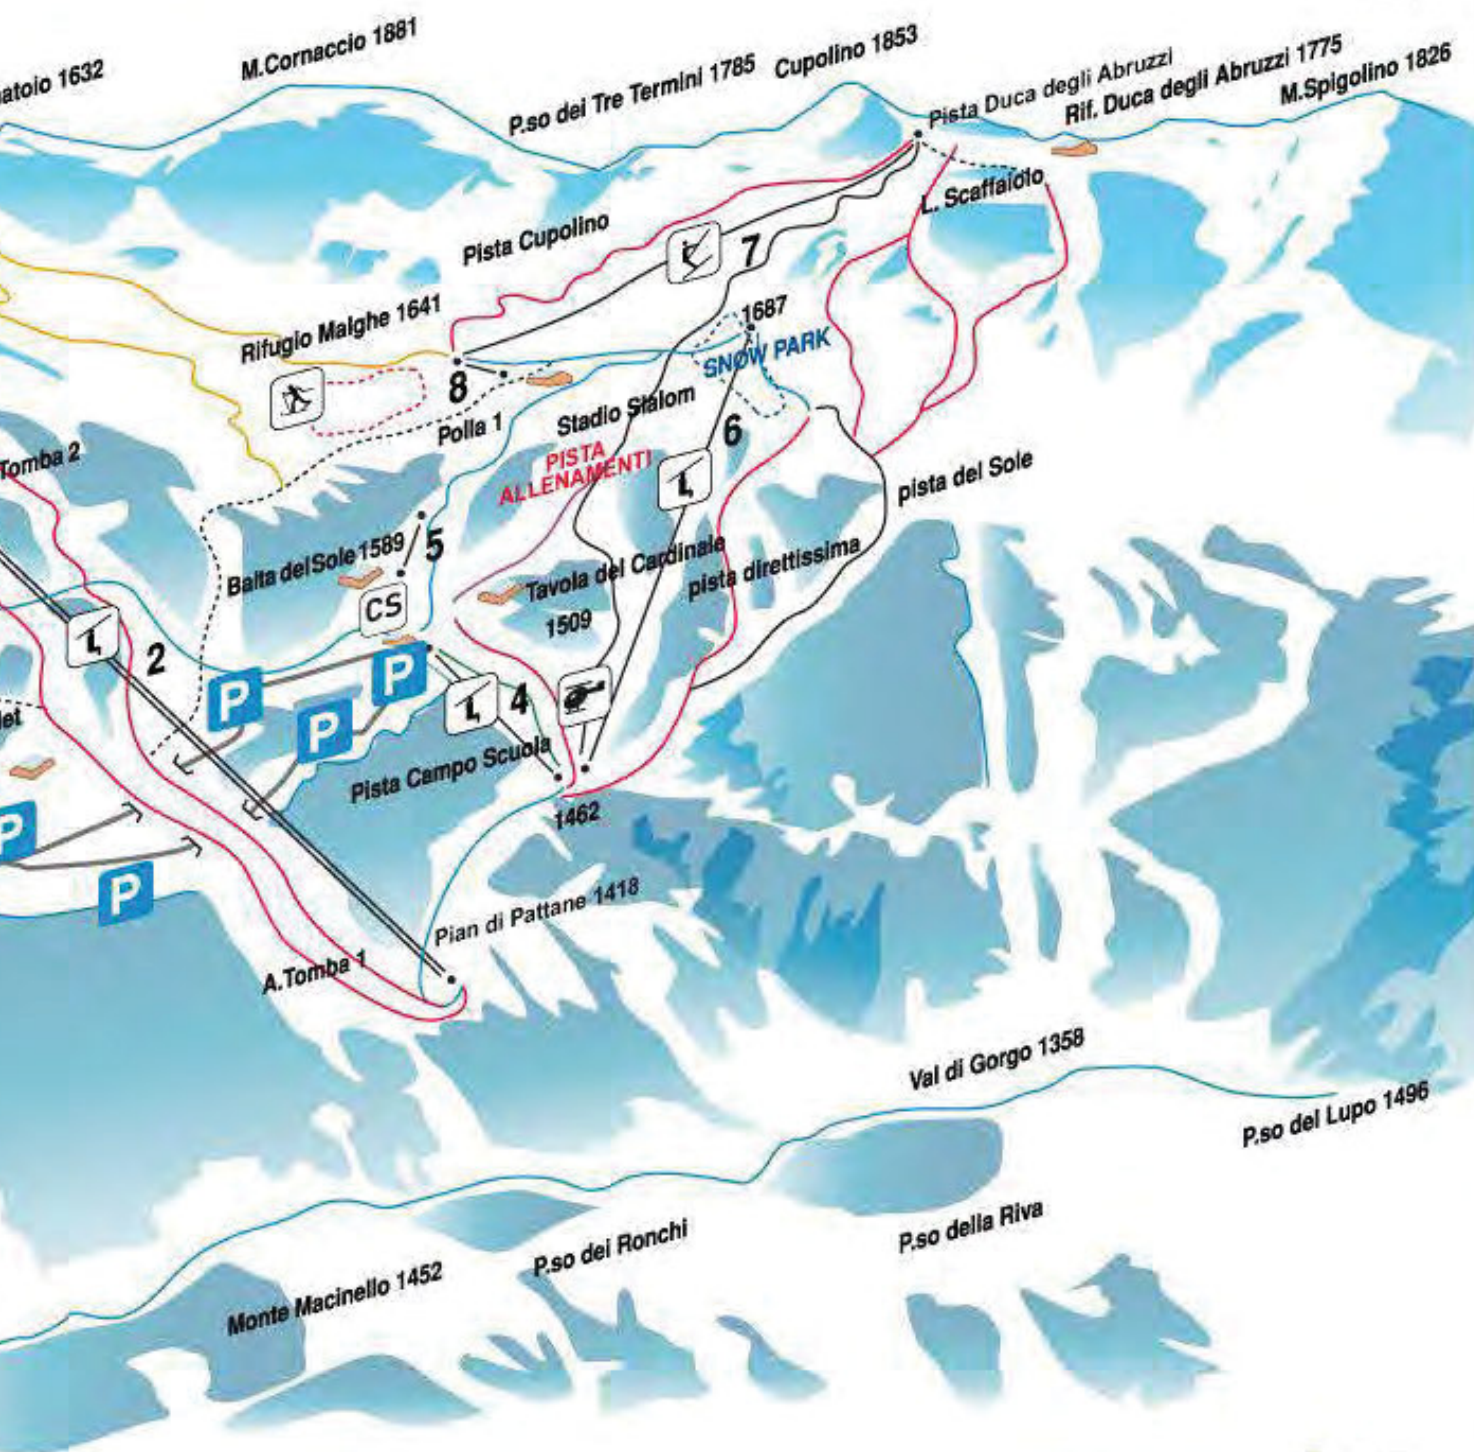 M.Cornaccio 1881
atoio 1632
P.so dei Tre Termini 1785
Cupolino 1853
Pista Duca degli Abruzzi
Rif. Duca degli Abruzzi 1775
M.Spigolino 1826
L. Scaffaiolo
Pista Cupolino
7
Rifugio Malghe 1641
1687
SNOW PARK
8
Stadio Slalom
Polla 1
6
PISTA
ALLENAMENTI
Tomba 2
pista del Sole
Baita del Sole 1589
5
Tavola del Cardinale
1509
pista direttissima
CS
2
P
P
P
4
let
Pista Campo Scuola
1462
P
P
Pian di Pattane 1418
A.Tomba 1
Val di Gorgo 1358
P.so del Lupo 1496
P.so della Riva
P.so dei Ronchi
Monte Macinello 1452